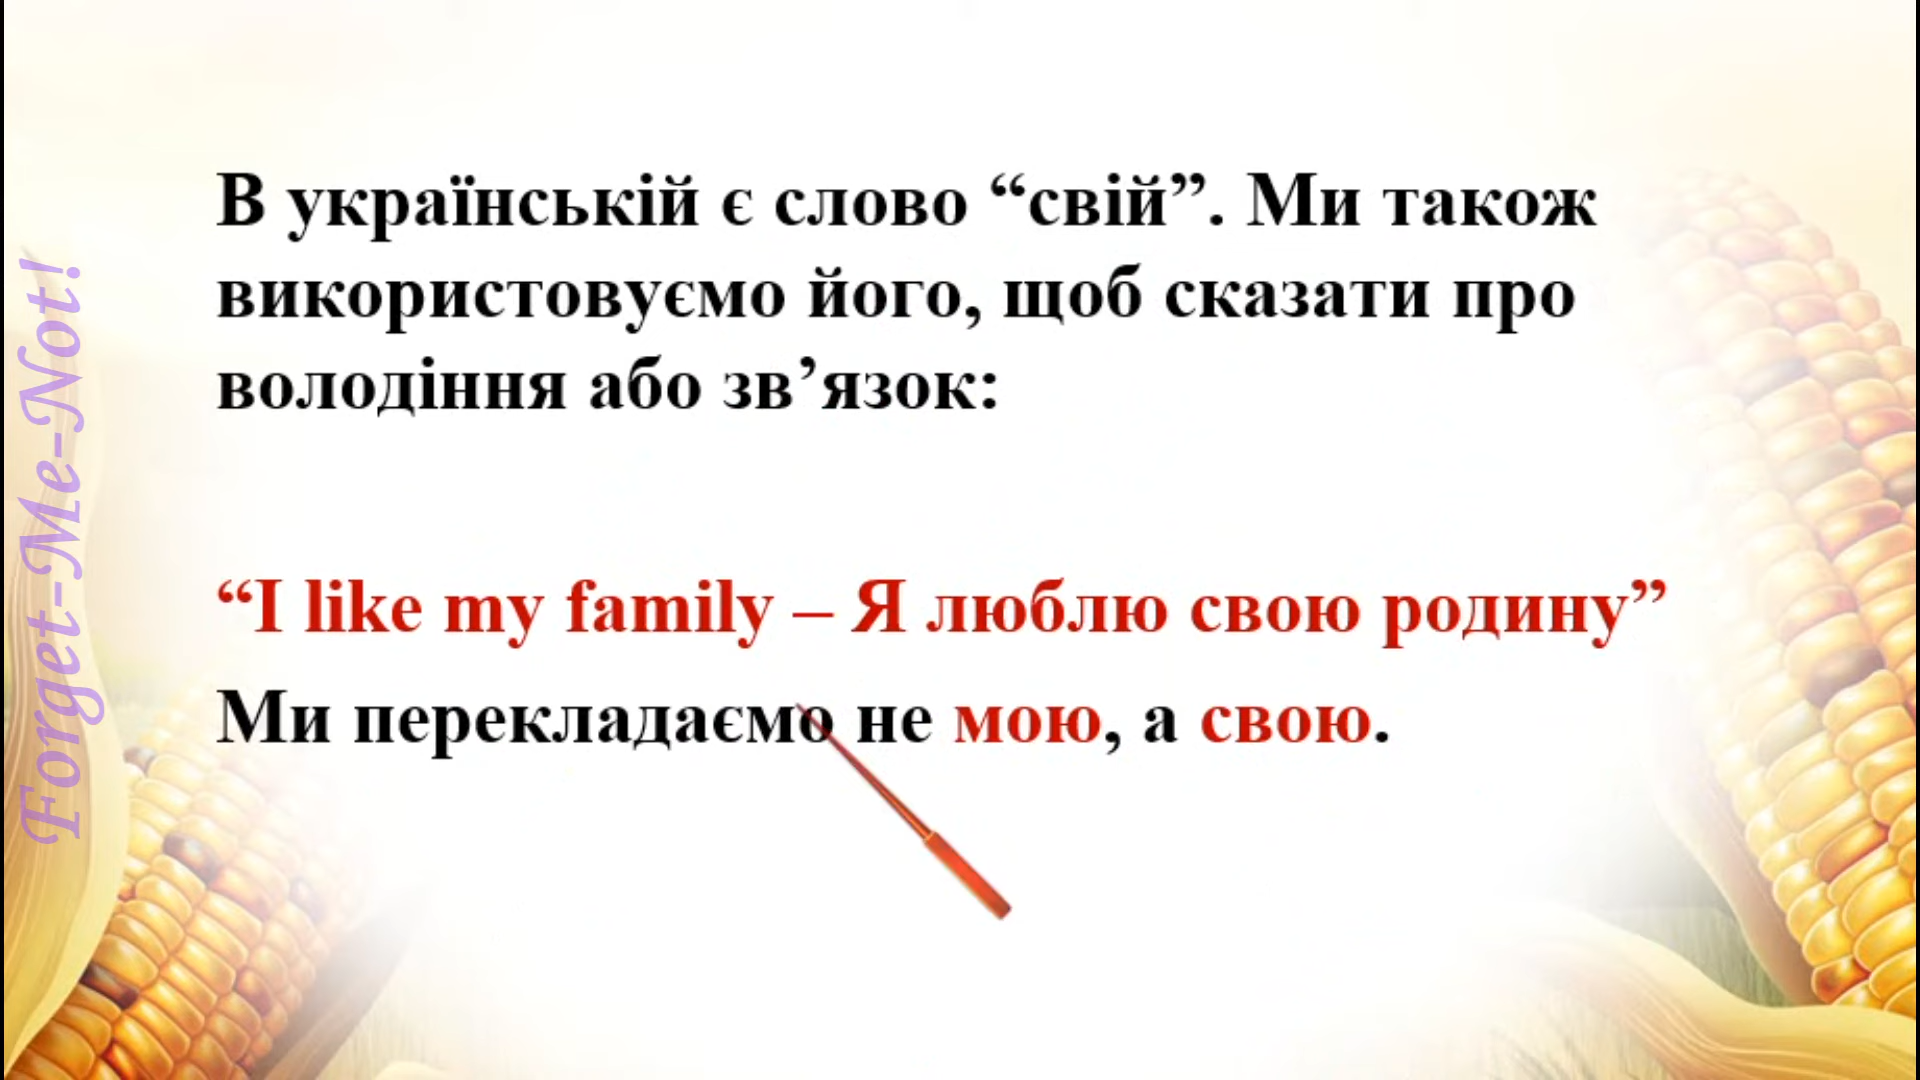 В українській є слово “свій”. Ми також
використовуємо його, щоб сказати про
володіння або зв’язок:
“I like my family – Я люблю свою родину”
Ми перекладаємо не мою, а свою.
Forget-Me-Not!